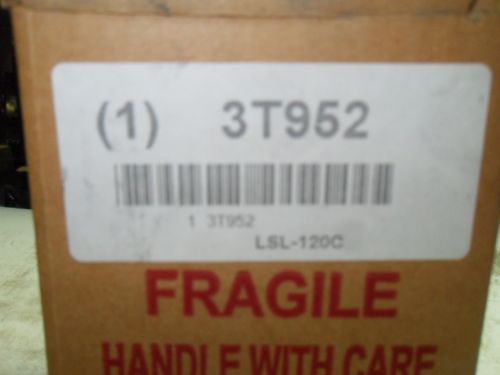 (1) 3T952
1 3T952
LSL-120C
FRAGILE
HANDLE WITH CARE